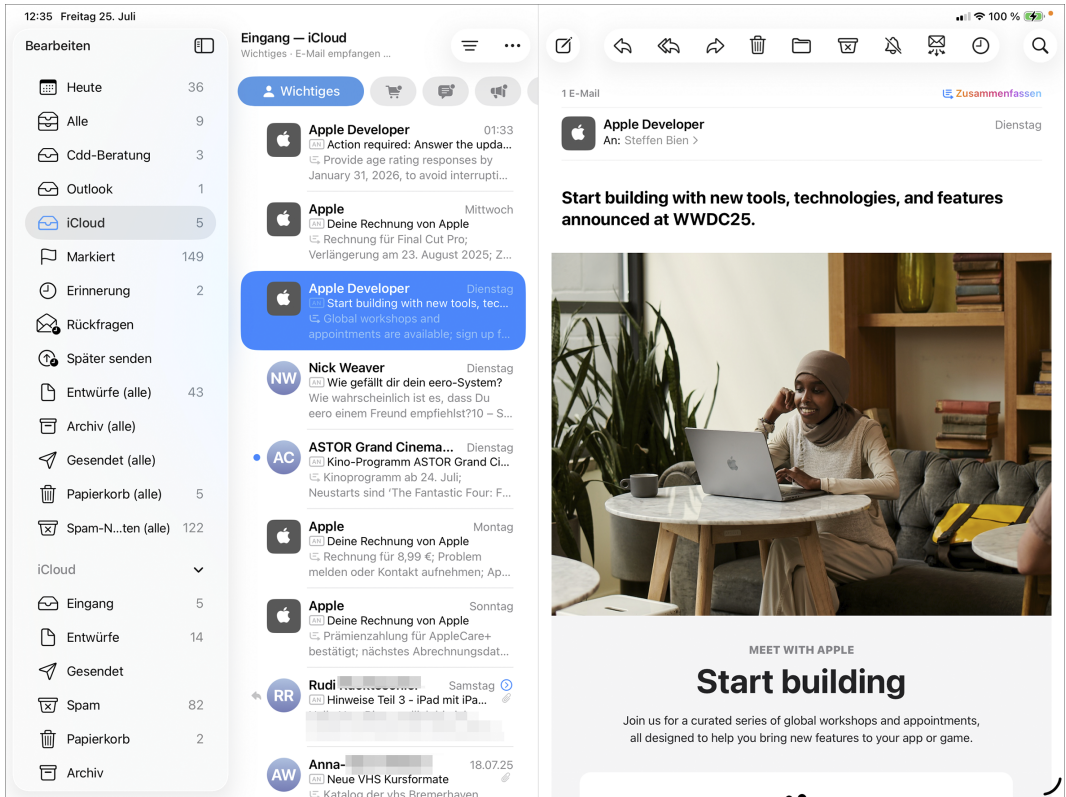 12:35 Freitag 25. Juli
100 %
Bearbeiten
Heute 36
Alle 9
Cdd-Beratung 3
Outlook 1
iCloud 5
Markiert 149
Erinnerung 2
Rückfragen
Später senden
Entwürfe (alle) 43
Archiv (alle)
Gesendet (alle)
Papierkorb (alle) 5
Spam-N...ten (alle) 122
iCloud
Eingang 5
Entwürfe 14
Gesendet
Spam 82
Papierkorb 2
Archiv
Eingang — iCloud
Wichtiges · E-Mail empfangen ...
Wichtiges
Apple Developer 01:33
AN Action required: Answer the upda...
Provide age rating responses by
January 31, 2026, to avoid interrupti...
Apple Mittwoch
AN Deine Rechnung von Apple
Rechnung für Final Cut Pro;
Verlängerung am 23. August 2025; Z...
Apple Developer Dienstag
AN Start building with new tools, tec...
Global workshops and
appointments are available; sign up f...
NW
Nick Weaver Dienstag
AN Wie gefällt dir dein eero-System?
Wie wahrscheinlich ist es, dass Du
eero einem Freund empfiehlst?10 – S...
AC
ASTOR Grand Cinema... Dienstag
AN Kino-Programm ASTOR Grand Ci...
Kinoprogramm ab 24. Juli;
Neustarts sind ‘The Fantastic Four: F...
Apple Montag
AN Deine Rechnung von Apple
Rechnung für 8,99 €; Problem
melden oder Kontakt aufnehmen; Ap...
Apple Sonntag
AN Deine Rechnung von Apple
Prämienzahlung für AppleCare+
bestätigt; nächstes Abrechnungsdat...
RR
Rudi Samstag
AN Hinweise Teil 3 - iPad mit iPa...
AW
Anna- 18.07.25
AN Neue VHS Kursformate
Katalog der vhs Bremerhaven
1 E-Mail
Zusammenfassen
Apple Developer Dienstag
An: Steffen Bien
Start building with new tools, technologies, and features
announced at WWDC25.
MEET WITH APPLE
Start building
Join us for a curated series of global workshops and appointments,
all designed to help you bring new features to your app or game.